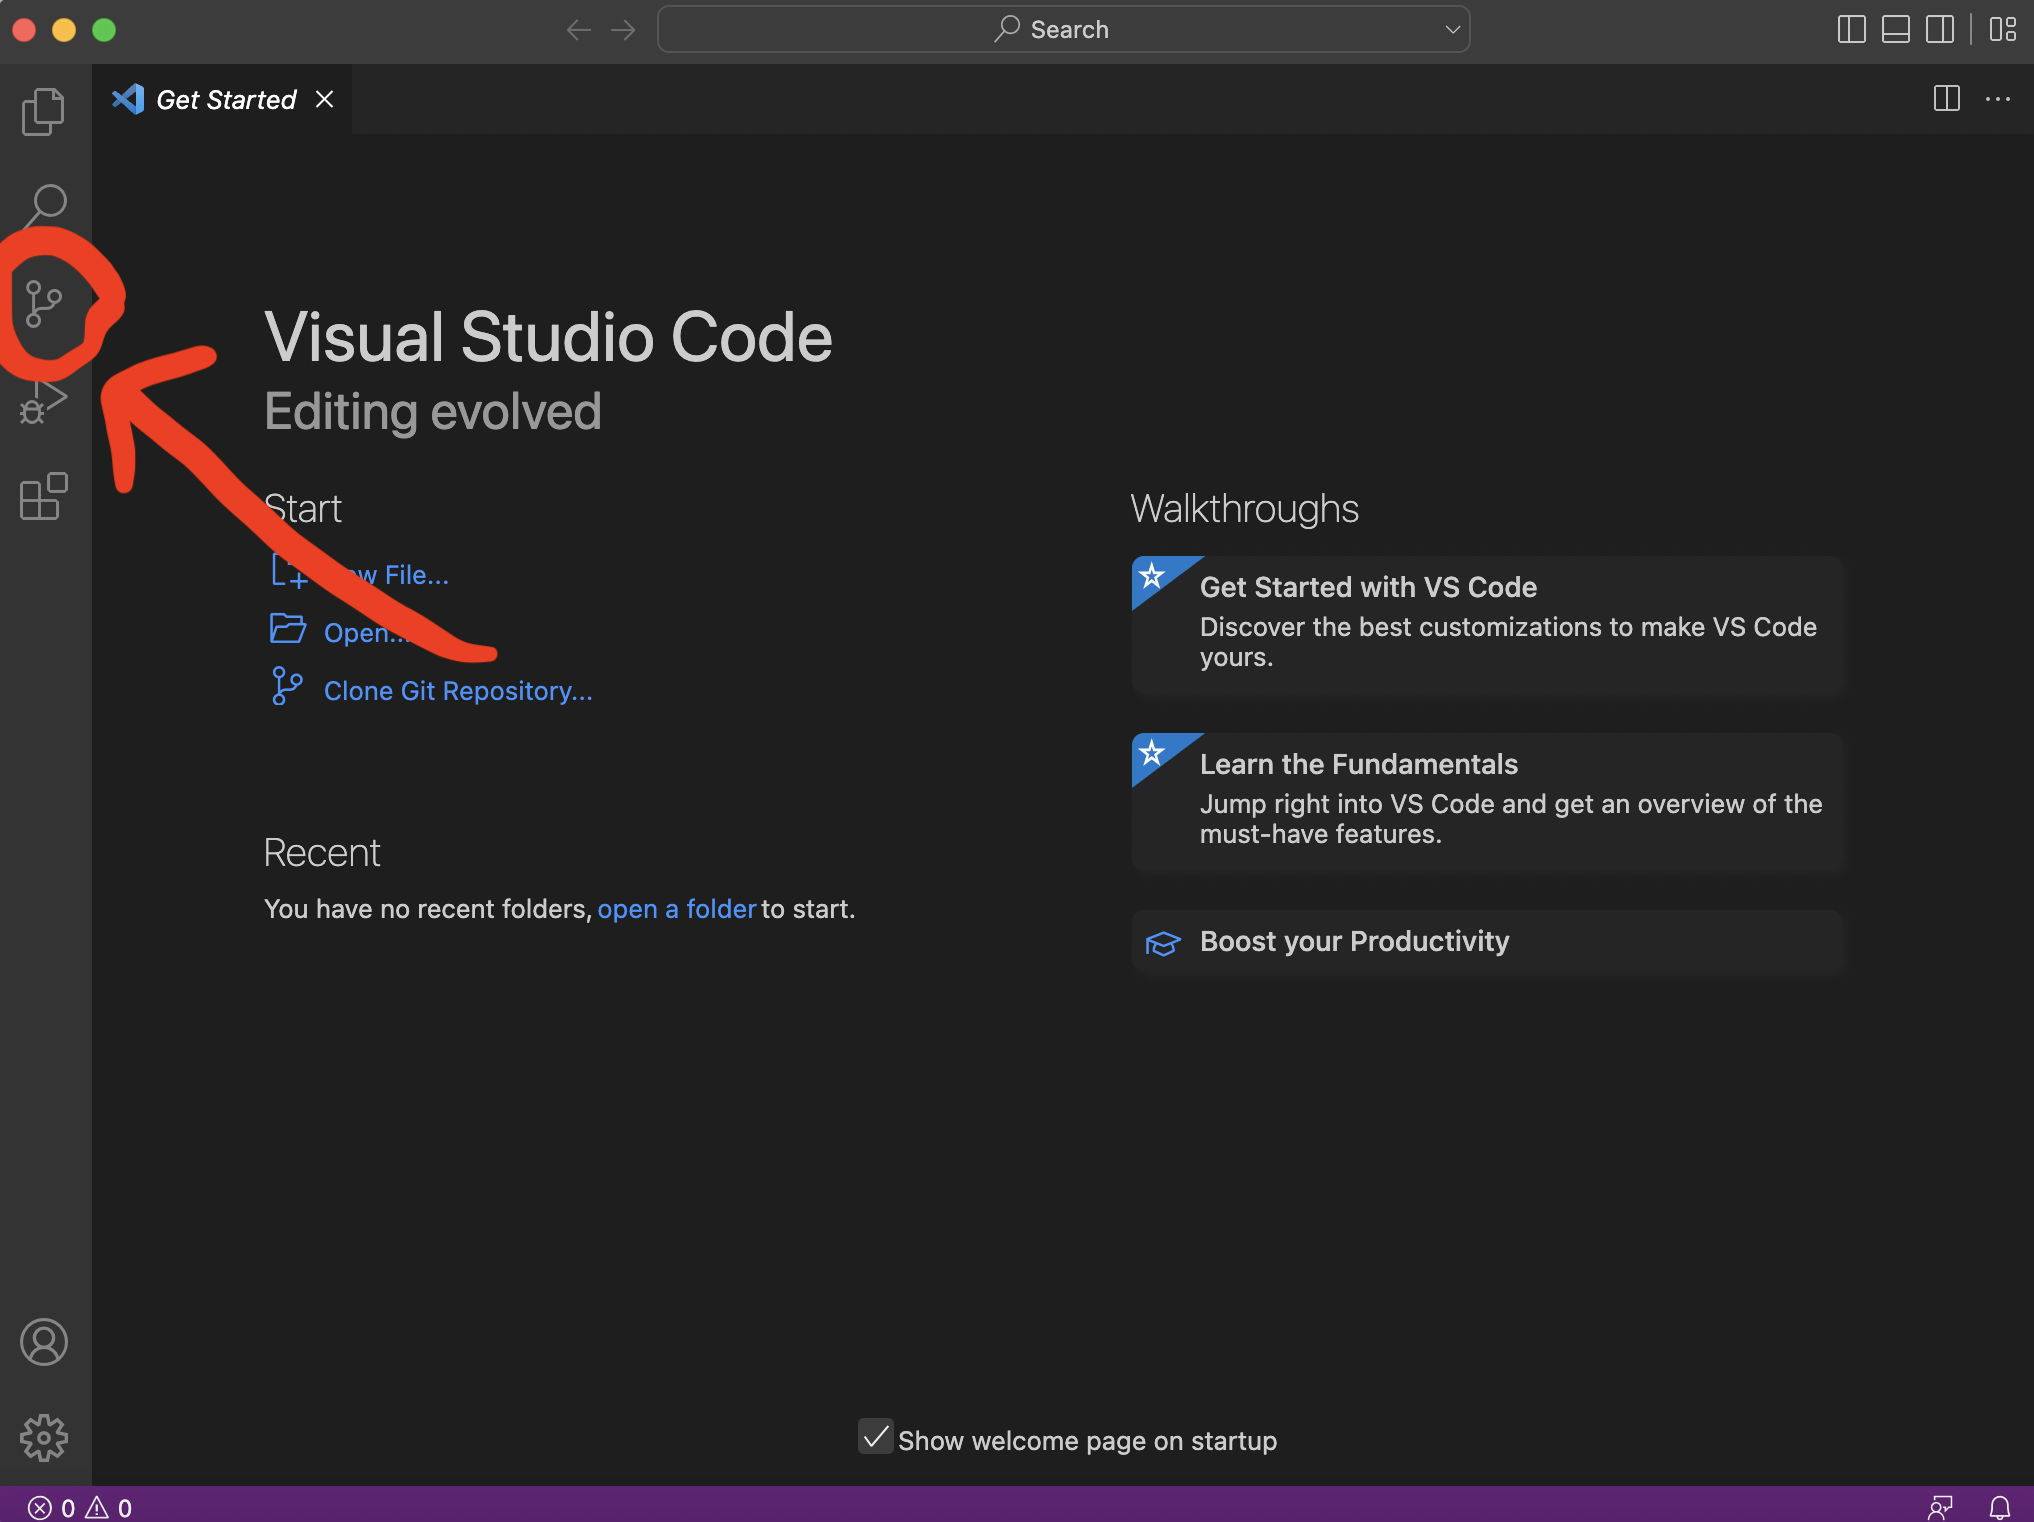 Search
Get Started
Visual Studio Code
Editing evolved
Start
File...
Open...
Clone Git Repository...
Recent
You have no recent folders, open a folder to start.
Walkthroughs
Get Started with VS Code
Discover the best customizations to make VS Code
yours.
Learn the Fundamentals
Jump right into VS Code and get an overview of the
must-have features.
Boost your Productivity
Show welcome page on startup
0 0